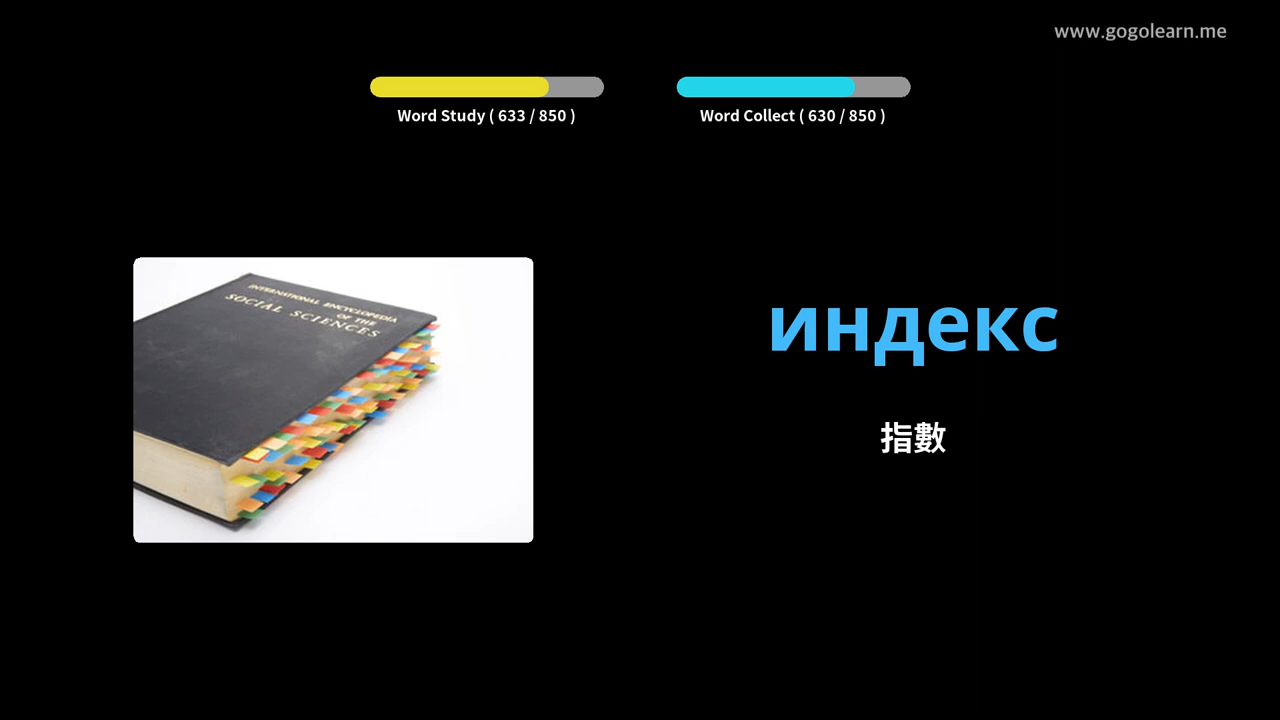 www.gogolearn.me
Word Study ( 633 / 850 )
Word Collect ( 630 / 850 )
INTERNATIONAL ENCYCLOPEDIA
OF THE
SOCIAL SCIENCES
индекс
指數